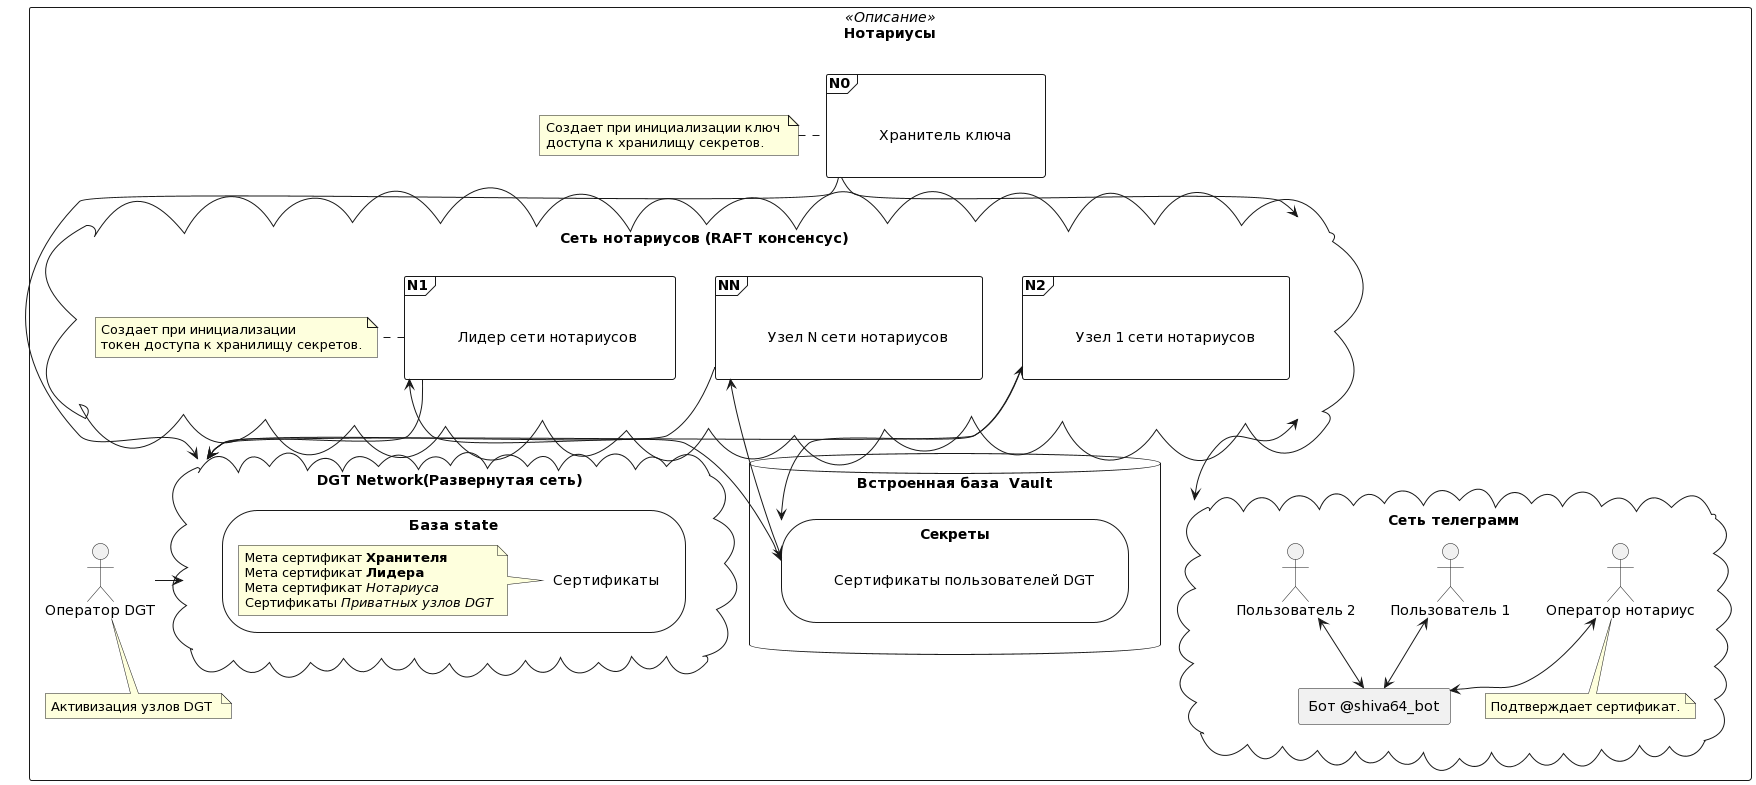 «Описание»
Нотариусы
N0
Создает при инициализации ключ
доступа к хранилищу секретов.
Хранитель ключа
Сеть нотариусов (RAFT консенсус)
N1
NN
N2
Создает при инициализации
токен доступа к хранилищу секретов.
Лидер сети нотариусов
Узел N сети нотариусов
Узел 1 сети нотариусов
DGT Network(Развернутая сеть)
База state
Мета сертификат Хранителя
Мета сертификат Лидера
Мета сертификат Нотариуса
Сертификаты Приватных узлов DGT
Сертификаты
Оператор DGT
Активизация узлов DGT
Встроенная база  Vault
Секреты
Сертификаты пользователей DGT
Сеть телеграмм
Пользователь 2
Пользователь 1
Оператор нотариус
Бот @shiva64_bot
Подтверждает сертификат.